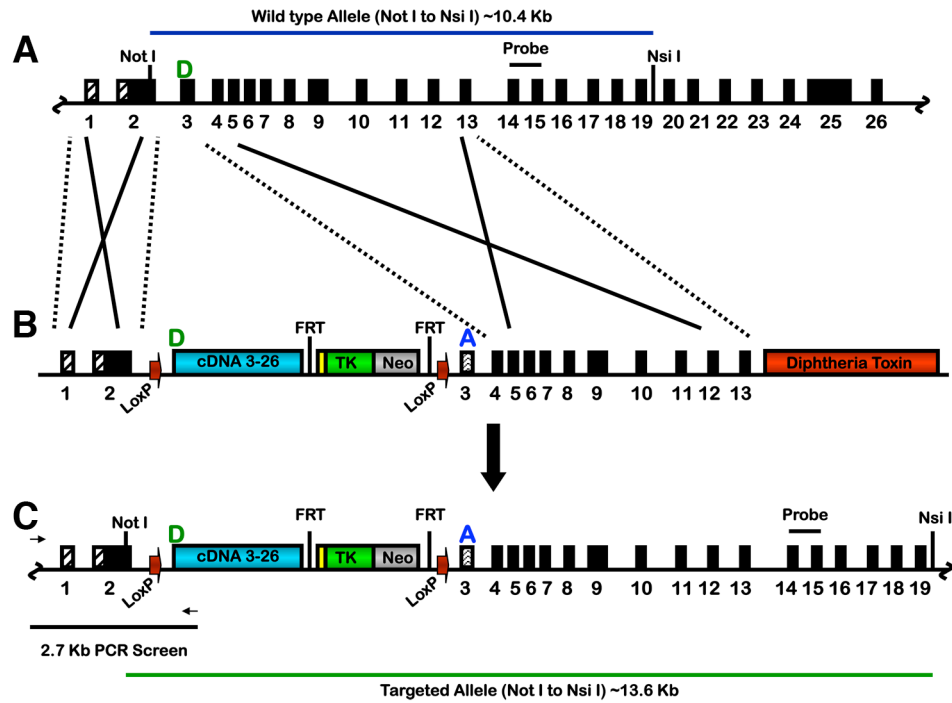 Wild type Allele (Not I to Nsi I) ~10.4 Kb
A
Not I
D
Probe
Nsi I
1 2 3 4 5 6 7 8 9 10 11 12 13 14 15 16 17 18 19 20 21 22 23 24 25 26
B
D
FRT
FRT
A
cDNA 3-26
TK
Neo
Diphtheria Toxin
1 2 LoxP LoxP 3 4 5 6 7 8 9 10 11 12 13
C
Not I
D
FRT
FRT
A
Probe
Nsi I
cDNA 3-26
TK
Neo
1 2 LoxP LoxP 3 4 5 6 7 8 9 10 11 12 13 14 15 16 17 18 19
2.7 Kb PCR Screen
Targeted Allele (Not I to Nsi I) ~13.6 Kb